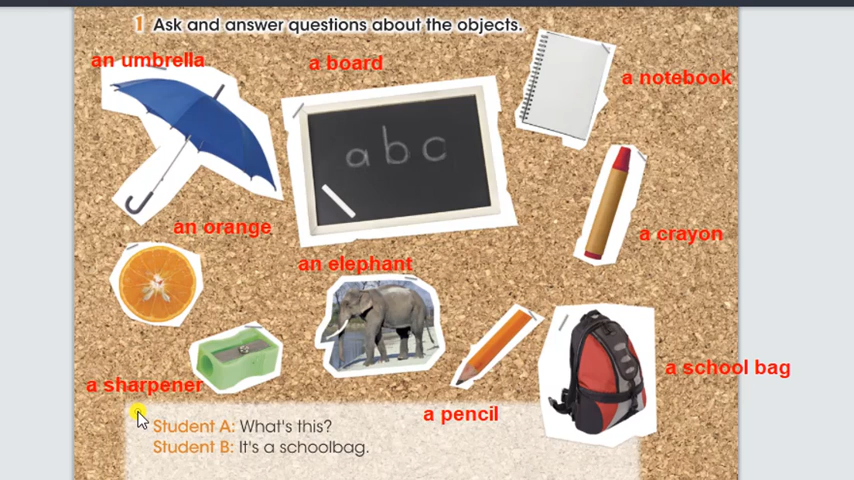 1 Ask and answer questions about the objects.
an umbrella
a board
a notebook
abc
an orange
a crayon
an elephant
a sharpener
a pencil
a school bag
Student A: What's this?
Student B: It's a schoolbag.